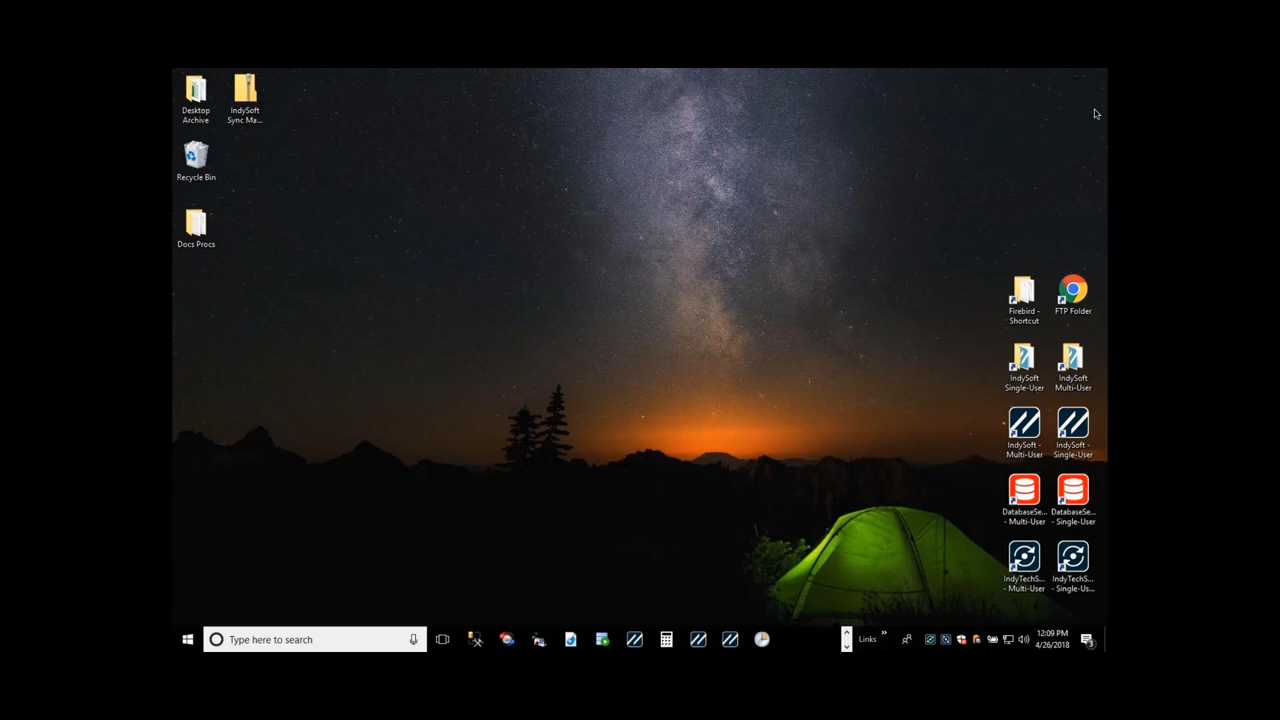 Desktop
Archive
IndySoft
Sync Ma...
Recycle Bin
Docs Procs
Firebird -
Shortcut
FTP Folder
IndySoft
Single-User
IndySoft
Multi-User
IndySoft -
Multi-User
IndySoft -
Single-User
DatabaseSe...
- Multi-User
DatabaseSe...
- Single-User
IndyTechS...
- Multi-User
IndyTechS...
- Single-Us...
Type here to search
Links
12:09 PM
4/26/2018
3